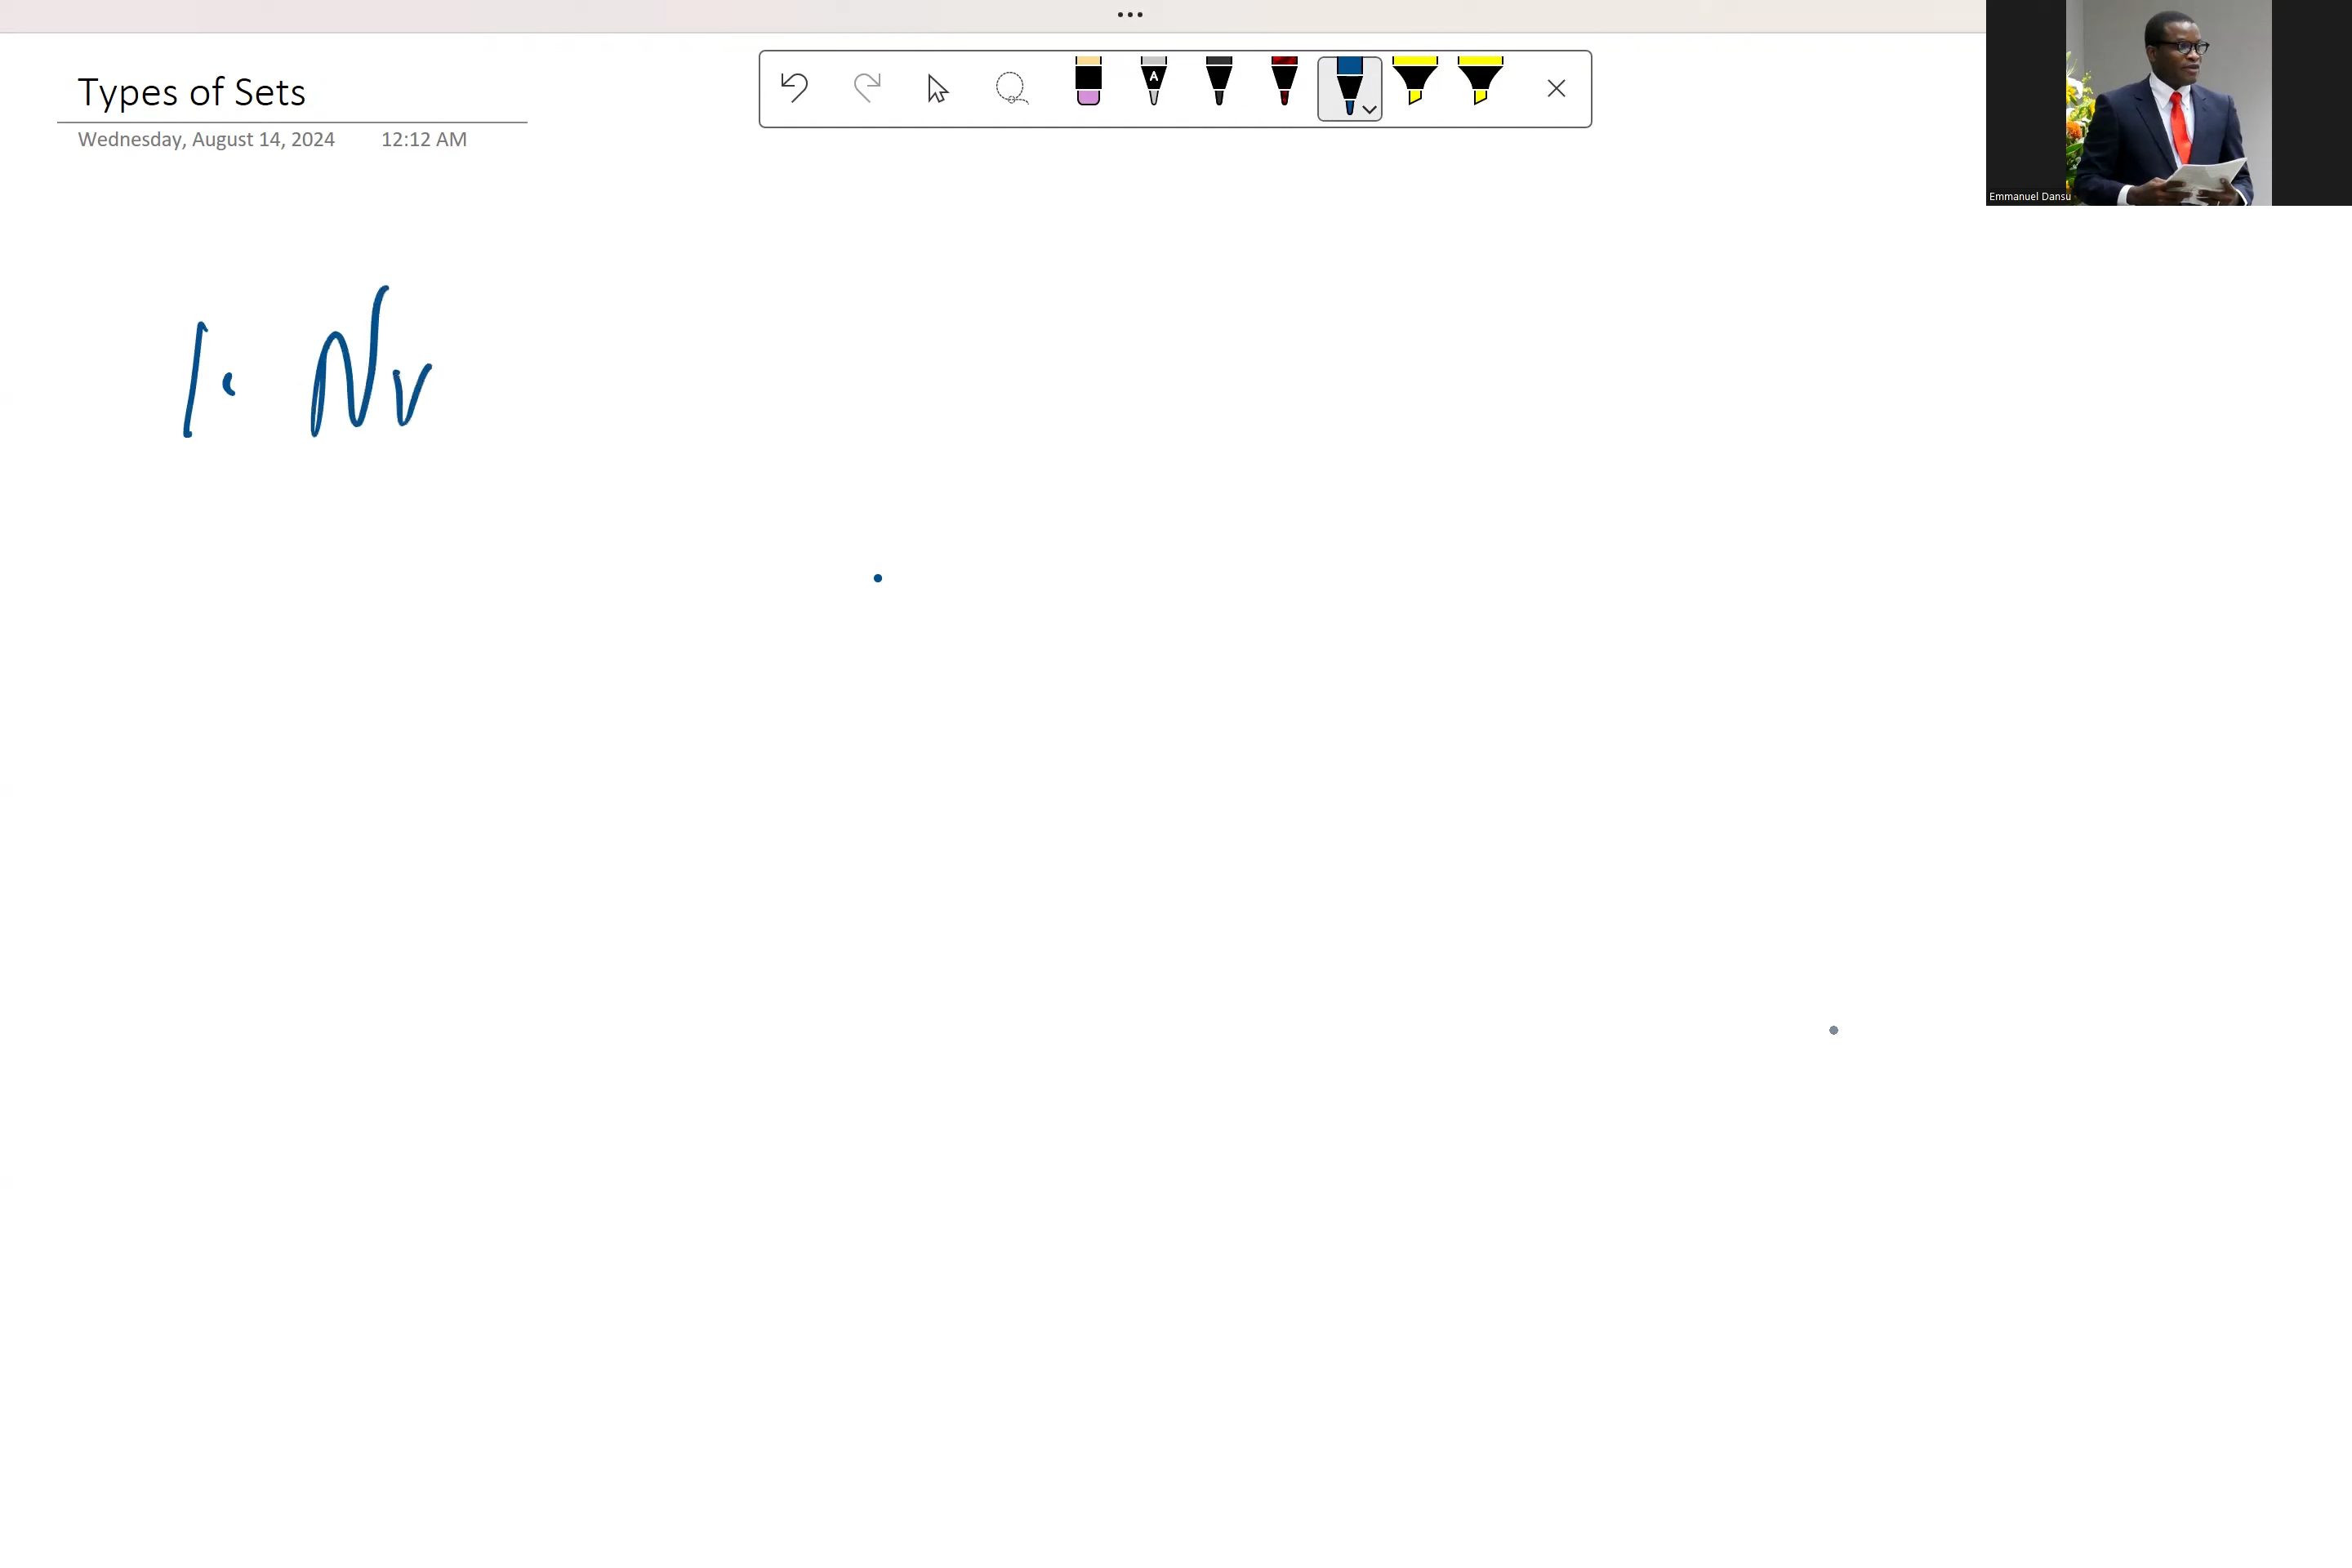 Types of Sets
Wednesday, August 14, 2024 12:12 AM
Emmanuel Dansu
A
1. Nv